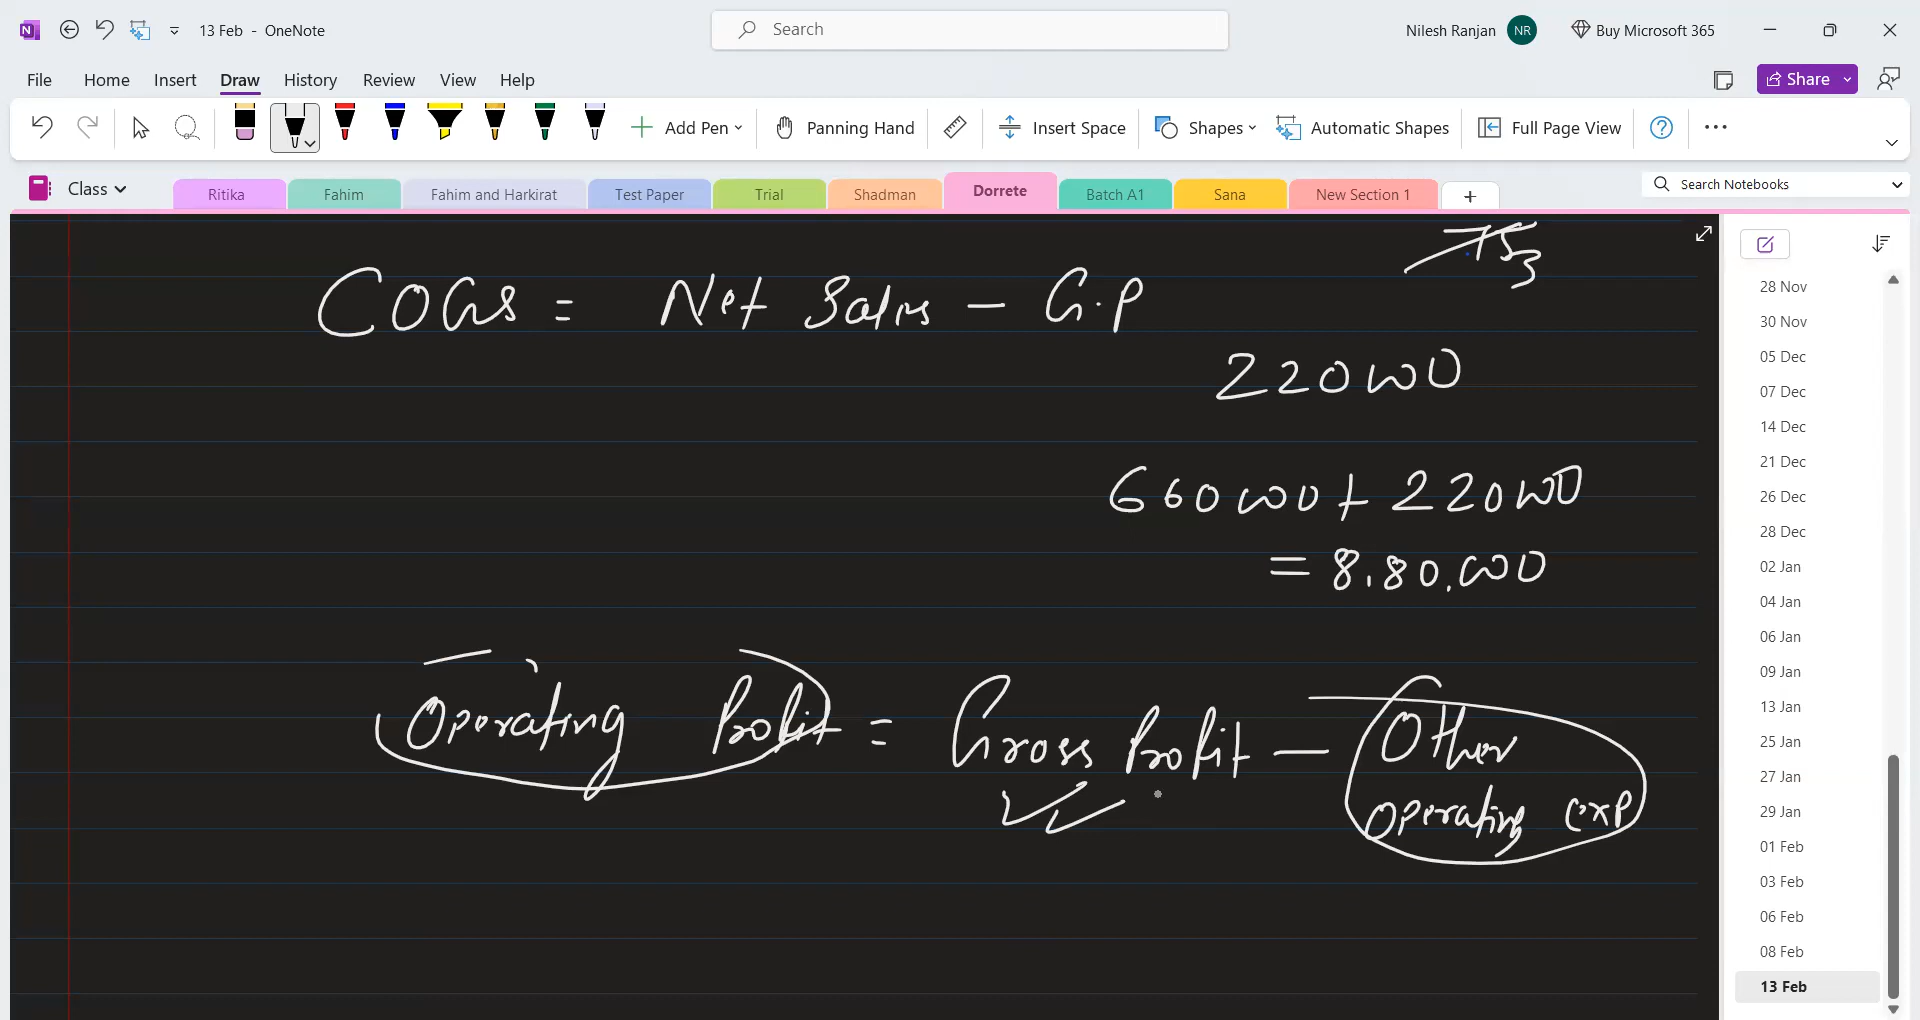 13 Feb - OneNote
Search
Nilesh Ranjan NR
Buy Microsoft 365
File Home Insert Draw History Review View Help
Share
Add Pen Panning Hand Insert Space Shapes Automatic Shapes Full Page View
Class
Ritika Fahim Fahim and Harkirat Test Paper Trial Shadman Dorrete Batch A1 Sana New Section 1 +
Search Notebooks
75
3
COGS = Net Sales - G.P
220000
660000 + 220000
= 8,80,000
Operating Profit = Gross Profit - Other
operating exp
28 Nov
30 Nov
05 Dec
07 Dec
14 Dec
21 Dec
26 Dec
28 Dec
02 Jan
04 Jan
06 Jan
09 Jan
13 Jan
25 Jan
27 Jan
29 Jan
01 Feb
03 Feb
06 Feb
08 Feb
13 Feb